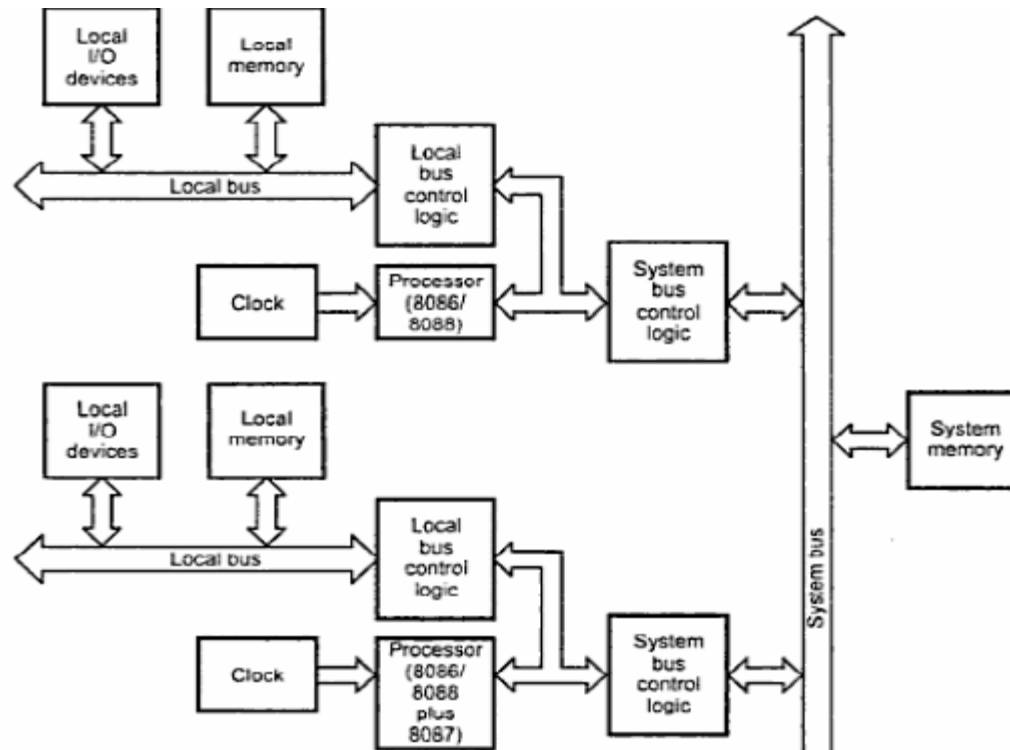 Local
I/O
devices
Local
memory
Local
bus
control
logic
Local bus
Clock
Processor
(8086/
8088)
System
bus
control
logic
Local
I/O
devices
Local
memory
System
memory
Local
bus
control
logic
Local bus
System bus
Clock
Processor
(8086/
8088
plus
8087)
System
bus
control
logic